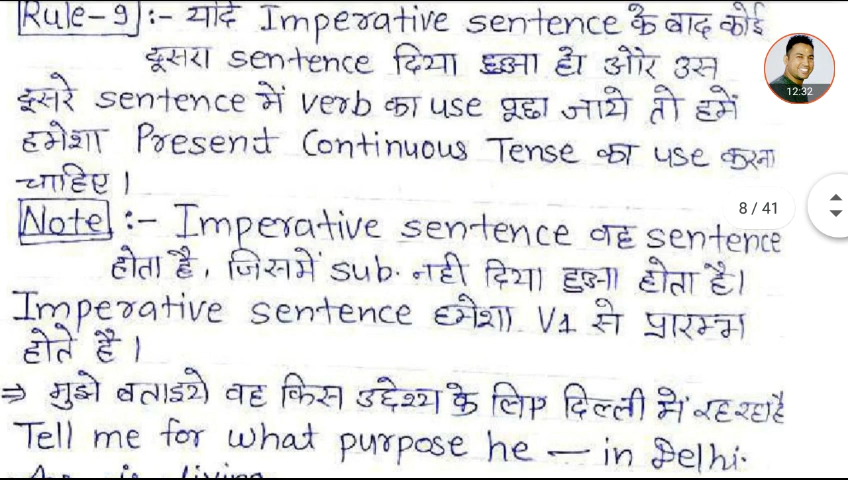 Rule-9 :- यदि Imperative sentence के बाद कोई
दूसरा sentence दिया हुआ हो और उस
दूसरे sentence में verb का use पूछा जाये तो हमें
हमेशा Present Continuous Tense का use करना
चाहिए ।
Note :- Imperative sentence वह sentence
होता है, जिसमें sub. नही दिया हुआ होता है।
Imperative sentence हमेशा V1 से प्रारम्भ
होते है ।
⇒ मुझे बताइये वह किस उद्देश्य के लिए दिल्ली में रह रहा है
Tell me for what purpose he — in Delhi.
is living
12:32
8 / 41